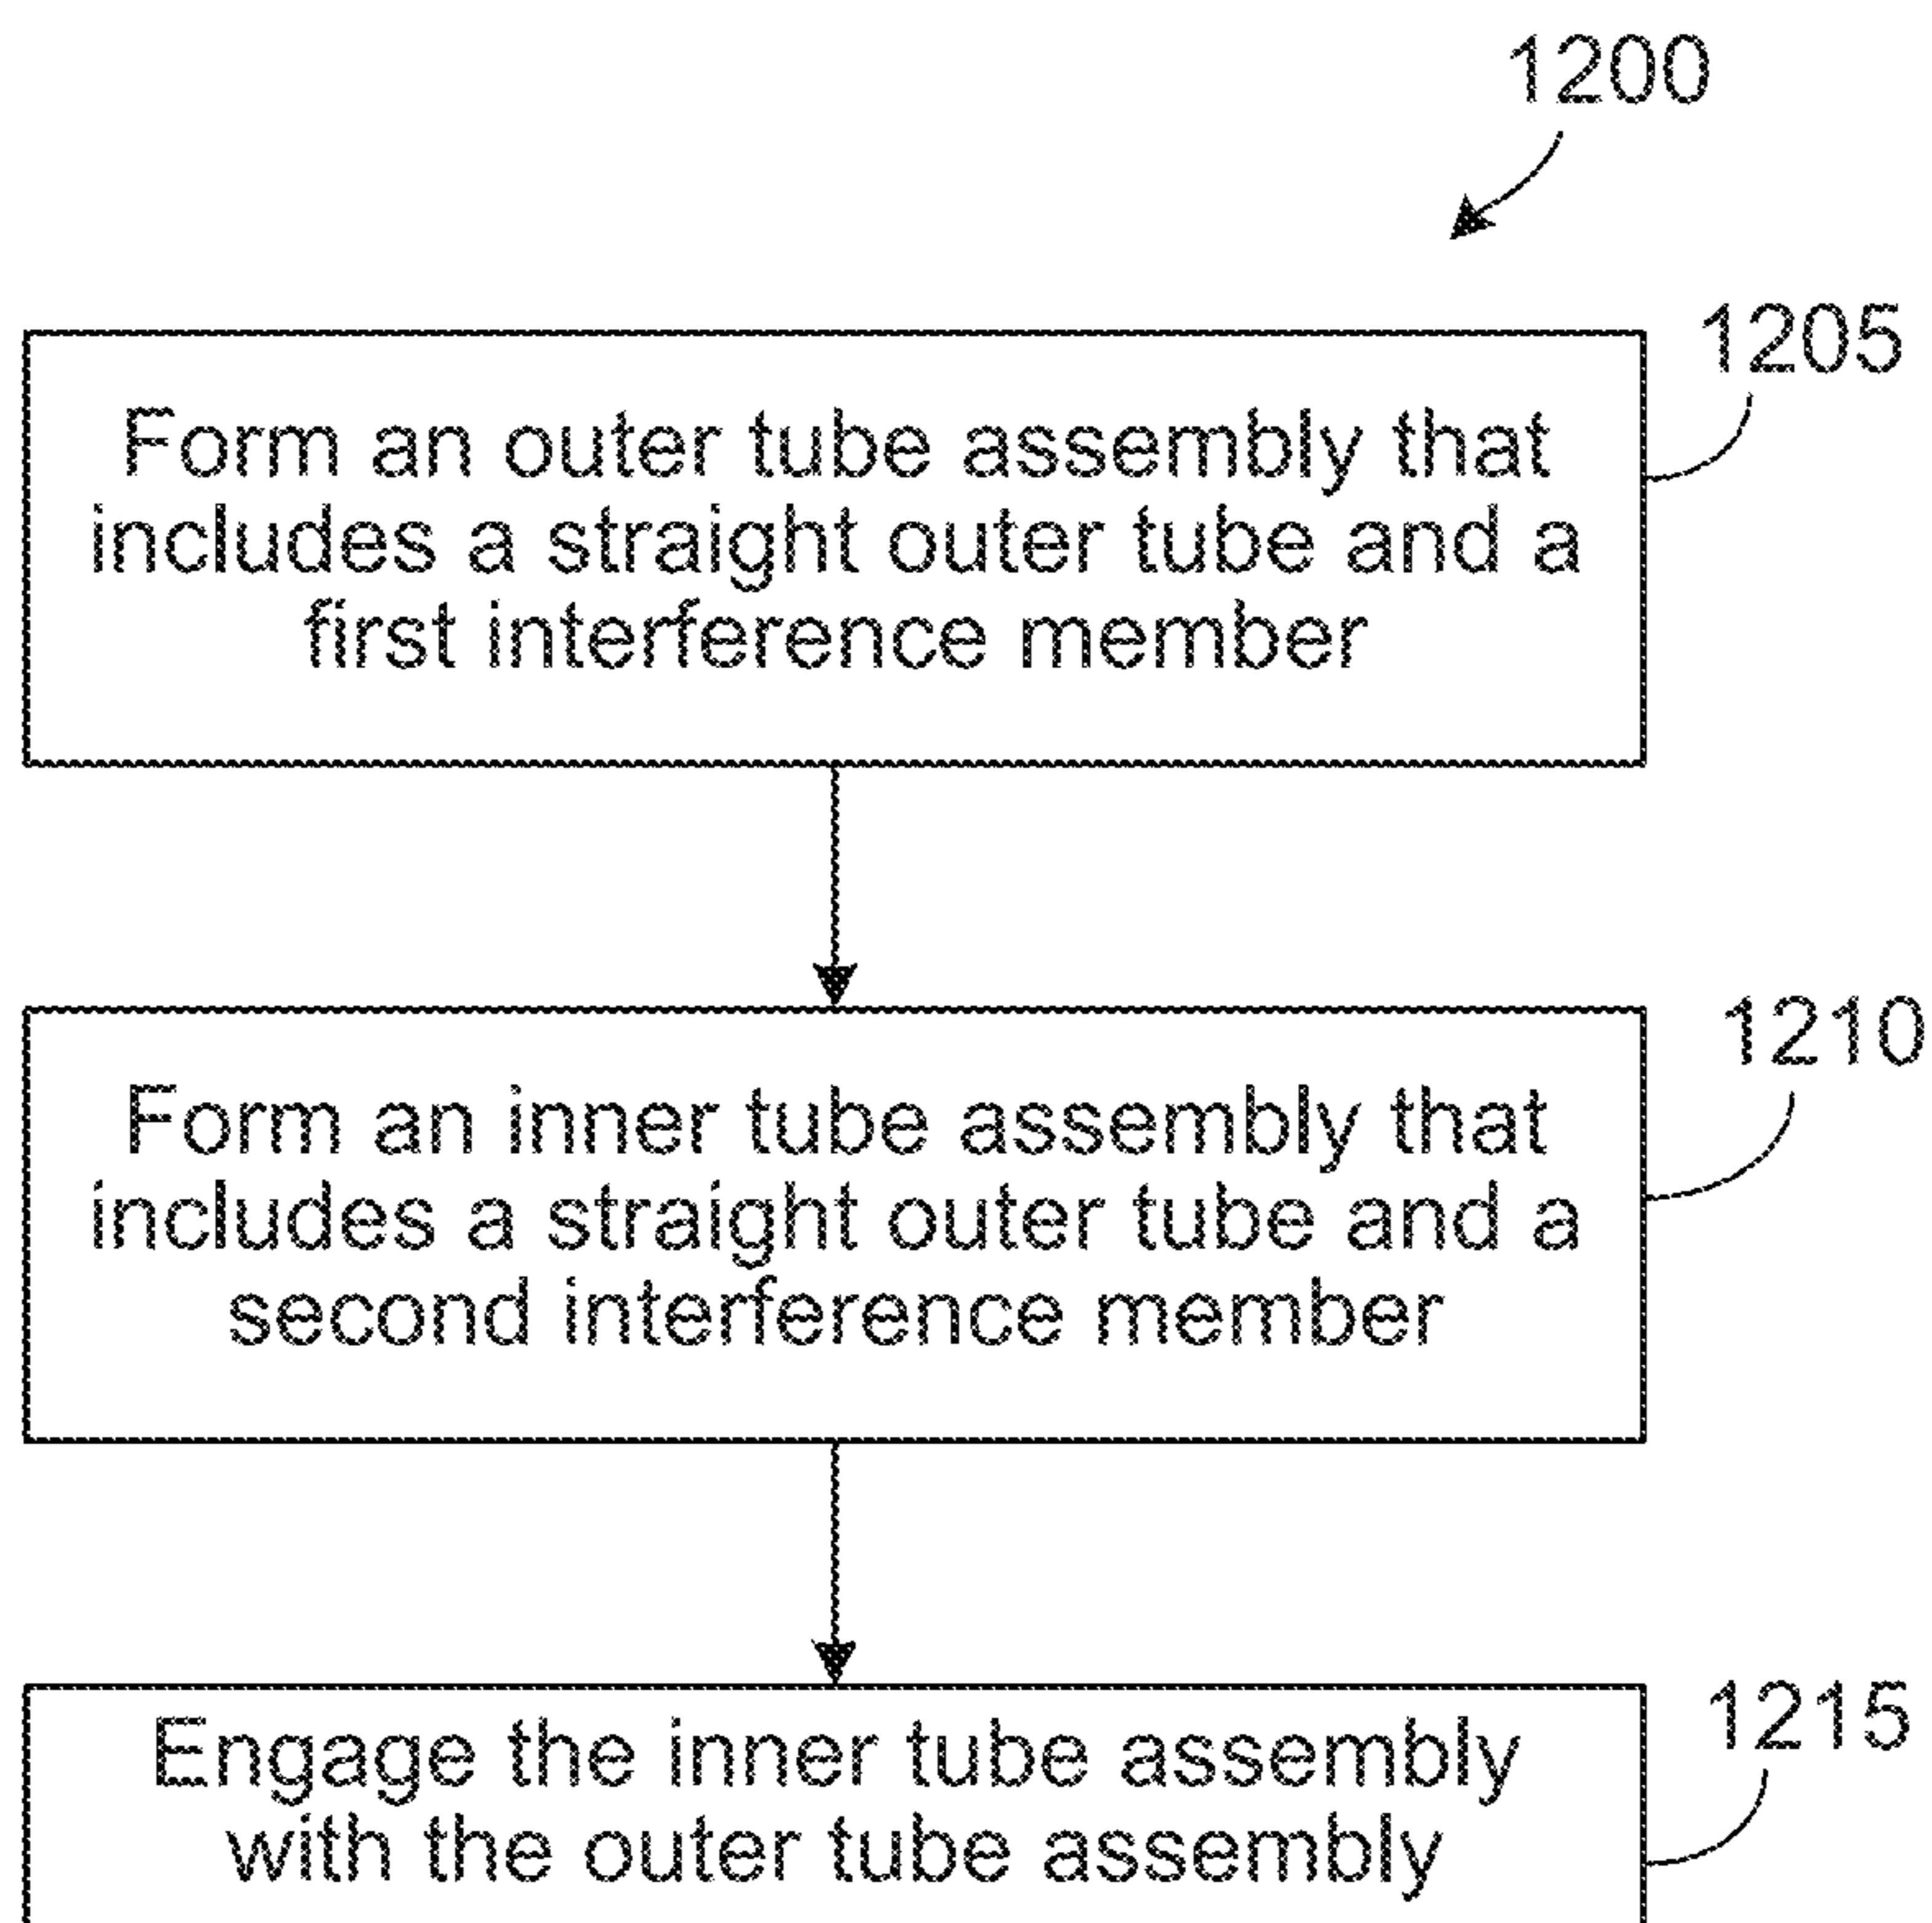 1200
1205
Form an outer tube assembly that
includes a straight outer tube and a
first interference member
1210
Form an inner tube assembly that
includes a straight outer tube and a
second interference member
1215
Engage the inner tube assembly
with the outer tube assembly